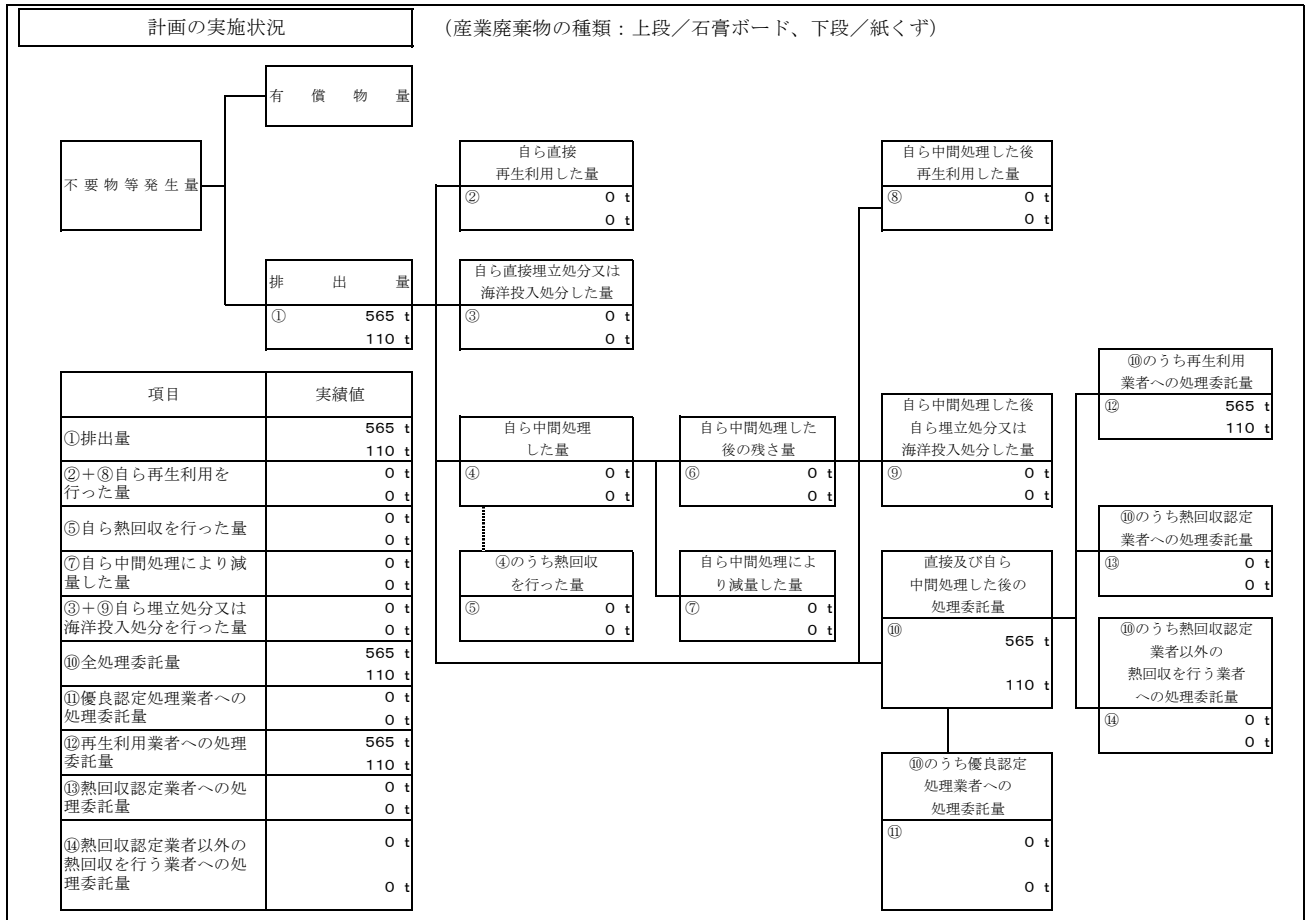 計画の実施状況
（産業廃棄物の種類：上段／石膏ボード、下段／紙くず）
有償物量
不要物等発生量
自ら直接
再生利用した量
② 0 t
0 t
自ら中間処理した後
再生利用した量
⑧ 0 t
0 t
排出量
① 565 t
110 t
自ら直接埋立処分又は
海洋投入処分した量
③ 0 t
0 t
項目 実績値
①排出量
565 t
110 t
②＋⑧自ら再生利用を
行った量
0 t
0 t
⑤自ら熱回収を行った量
0 t
0 t
⑦自ら中間処理により減
量した量
0 t
0 t
③＋⑨自ら埋立処分又は
海洋投入処分を行った量
0 t
0 t
⑩全処理委託量
565 t
110 t
⑪優良認定処理業者への
処理委託量
0 t
0 t
⑫再生利用業者への処理
委託量
565 t
110 t
⑬熱回収認定業者への処
理委託量
0 t
0 t
⑭熱回収認定業者以外の
熱回収を行う業者への処
理委託量
0 t
0 t
自ら中間処理
した量
④ 0 t
0 t
④のうち熱回収
を行った量
⑤ 0 t
0 t
自ら中間処理した
後の残さ量
⑥ 0 t
0 t
自ら中間処理によ
り減量した量
⑦ 0 t
0 t
自ら中間処理した後
自ら埋立処分又は
海洋投入処分した量
⑨ 0 t
0 t
直接及び自ら
中間処理した後の
処理委託量
⑩
565 t
110 t
⑩のうち優良認定
処理業者への
処理委託量
⑪
0 t
0 t
⑩のうち再生利用
業者への処理委託量
⑫ 565 t
110 t
⑩のうち熱回収認定
業者への処理委託量
⑬ 0 t
0 t
⑩のうち熱回収認定
業者以外の
熱回収を行う業者
への処理委託量
⑭ 0 t
0 t